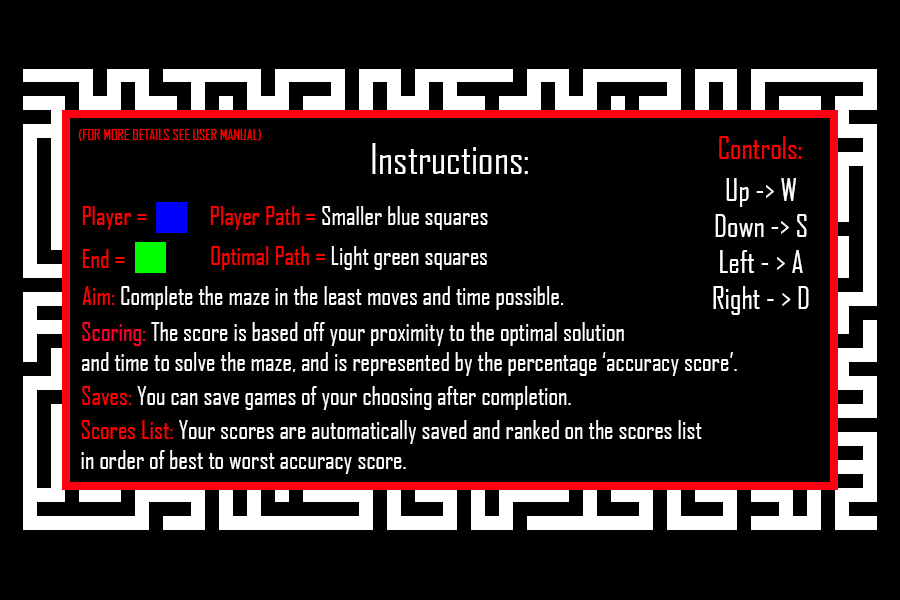 (FOR MORE DETAILS SEE USER MANUAL)
Instructions:
Controls:
Up -> W
Down -> S
Left - > A
Right - > D
Player =
Player Path = Smaller blue squares
End =
Optimal Path = Light green squares
Aim: Complete the maze in the least moves and time possible.
Scoring: The score is based off your proximity to the optimal solution
and time to solve the maze, and is represented by the percentage ‘accuracy score’.
Saves: You can save games of your choosing after completion.
Scores List: Your scores are automatically saved and ranked on the scores list
in order of best to worst accuracy score.